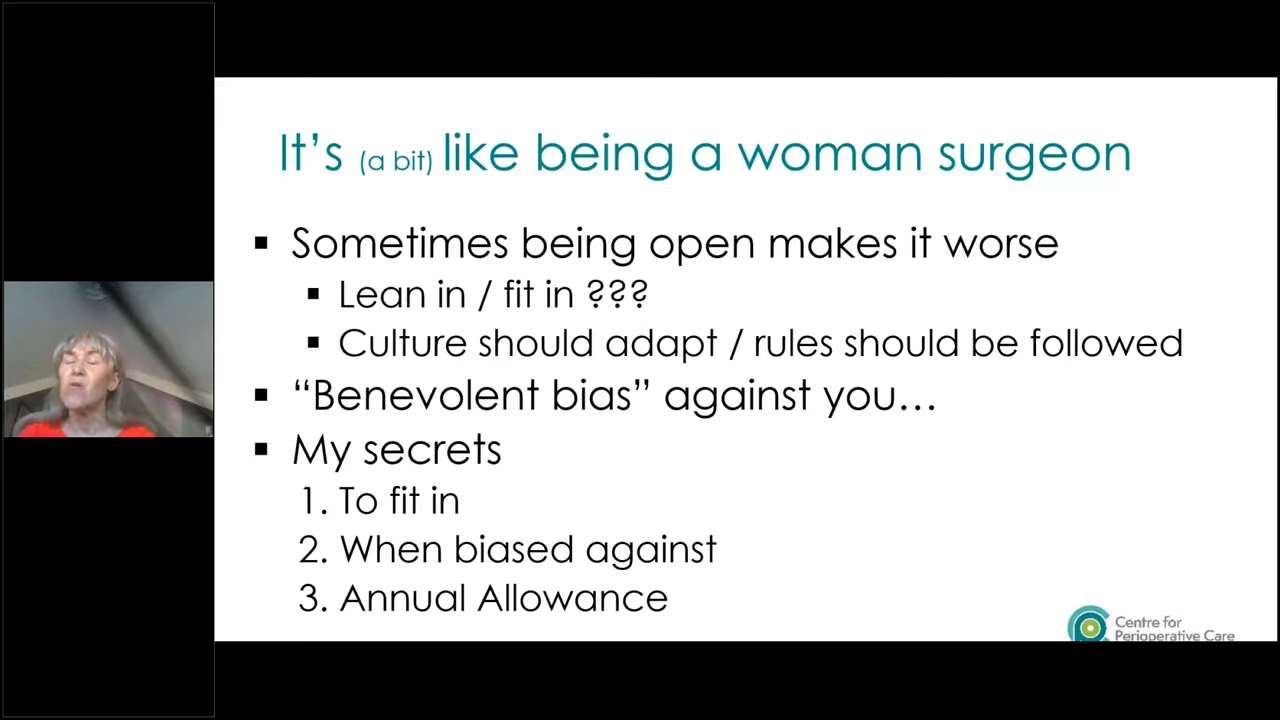 It's (a bit) like being a woman surgeon
Sometimes being open makes it worse
Lean in / fit in ???
Culture should adapt / rules should be followed
“Benevolent bias” against you…
My secrets
1. To fit in
2. When biased against
3. Annual Allowance
Centre for
Perioperative Care